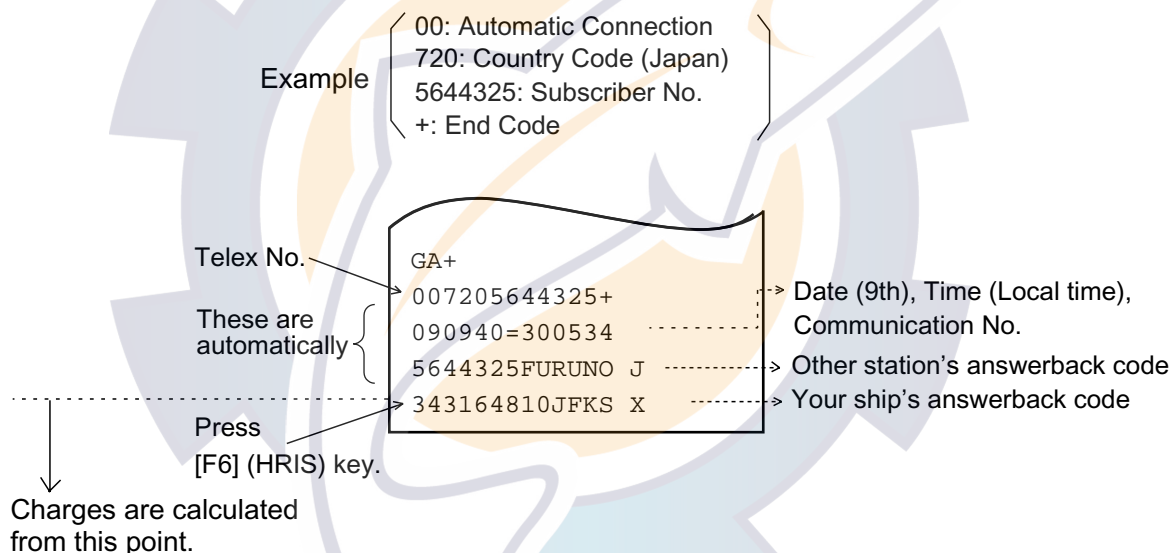 00: Automatic Connection
720: Country Code (Japan)
Example
5644325: Subscriber No.
+: End Code
GA+
Telex No.
007205644325+
Date (9th), Time (Local time),
Communication No.
These are
automatically
090940=300534
5644325FURUNO J
Other station's answerback code
343164810JFKS X
Your ship's answerback code
Press
[F6] (HRIS) key.
Charges are calculated
from this point.